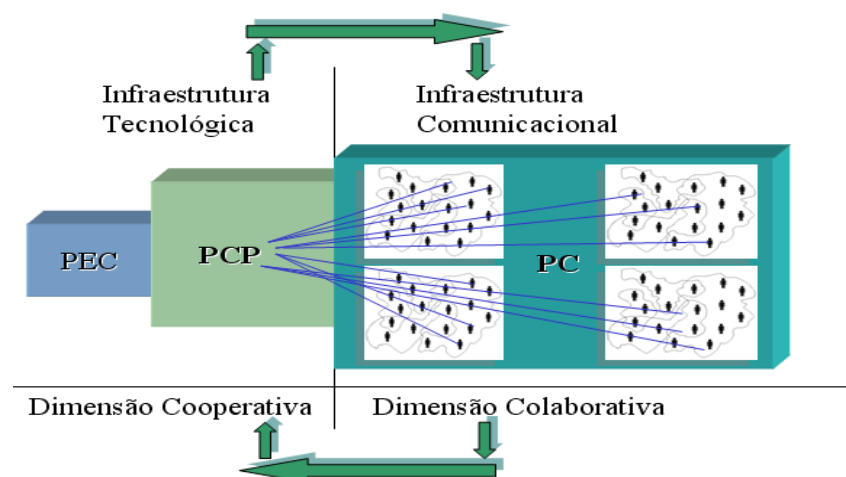 Infraestrutura
Tecnológica
Infraestrutura
Comunicacional
PEC
PCP
PC
Dimensão Cooperativa
Dimensão Colaborativa